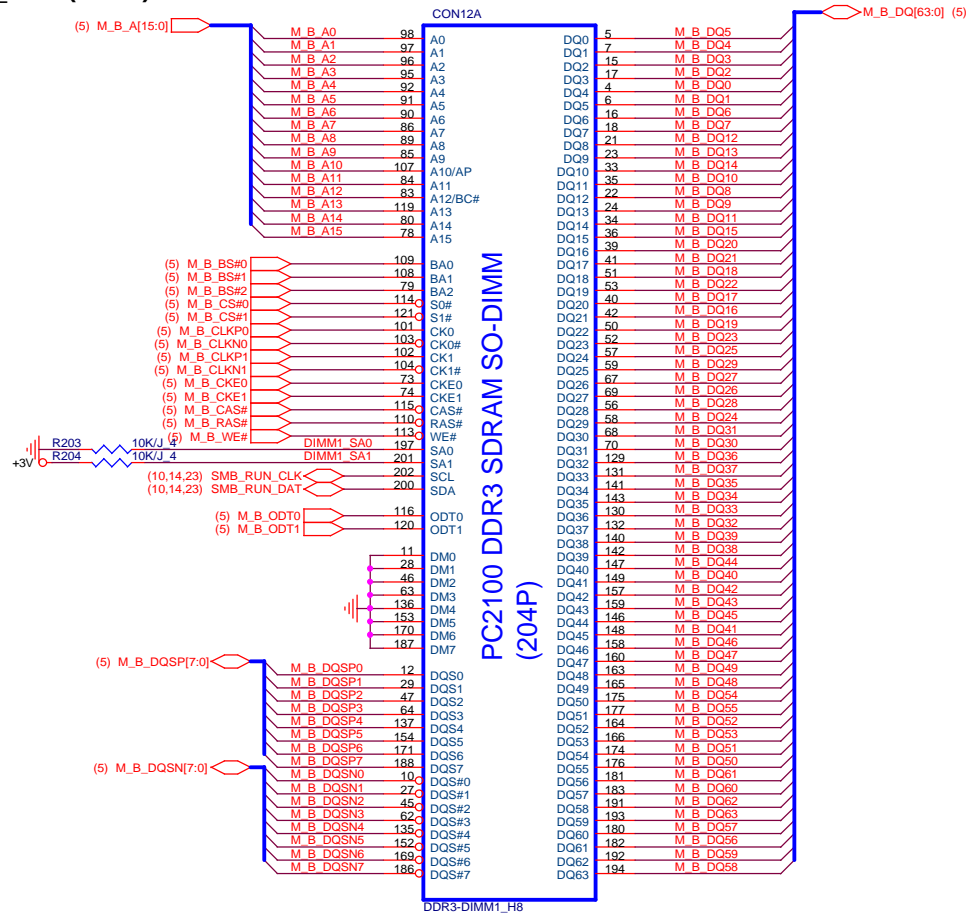 CON12A
(5) M_B_A[15:0]
M_B_A0 98 A0
M_B_A1 97 A1
M_B_A2 96 A2
M_B_A3 95 A3
M_B_A4 92 A4
M_B_A5 91 A5
M_B_A6 90 A6
M_B_A7 86 A7
M_B_A8 89 A8
M_B_A9 85 A9
M_B_A10 107 A10/AP
M_B_A11 84 A11
M_B_A12 83 A12/BC#
M_B_A13 119 A13
M_B_A14 80 A14
M_B_A15 78 A15
(5) M_B_BS#0 109 BA0
(5) M_B_BS#1 108 BA1
(5) M_B_BS#2 79 BA2
(5) M_B_CS#0 114 S0#
(5) M_B_CS#1 121 S1#
(5) M_B_CLKP0 101 CK0
(5) M_B_CLKN0 103 CK0#
(5) M_B_CLKP1 102 CK1
(5) M_B_CLKN1 104 CK1#
(5) M_B_CKE0 73 CKE0
(5) M_B_CKE1 74 CKE1
(5) M_B_CAS# 115 CAS#
(5) M_B_RAS# 110 RAS#
(5) M_B_WE# 113 WE#
R203 10K/J_4 DIMM1_SA0 197 SA0
+3V R204 10K/J_4 DIMM1_SA1 201 SA1
(10,14,23) SMB_RUN_CLK 202 SCL
(10,14,23) SMB_RUN_DAT 200 SDA
(5) M_B_ODT0 116 ODT0
(5) M_B_ODT1 120 ODT1
11 DM0
28 DM1
46 DM2
63 DM3
136 DM4
153 DM5
170 DM6
187 DM7
(5) M_B_DQSP[7:0]
M_B_DQSP0 12 DQS0
M_B_DQSP1 29 DQS1
M_B_DQSP2 47 DQS2
M_B_DQSP3 64 DQS3
M_B_DQSP4 137 DQS4
M_B_DQSP5 154 DQS5
M_B_DQSP6 171 DQS6
M_B_DQSP7 188 DQS7
(5) M_B_DQSN[7:0]
M_B_DQSN0 10 DQS#0
M_B_DQSN1 27 DQS#1
M_B_DQSN2 45 DQS#2
M_B_DQSN3 62 DQS#3
M_B_DQSN4 135 DQS#4
M_B_DQSN5 152 DQS#5
M_B_DQSN6 169 DQS#6
M_B_DQSN7 186 DQS#7
PC2100 DDR3 SDRAM SO-DIMM
(204P)
M_B_DQ[63:0] (5)
DQ0 5 M_B_DQ5
DQ1 7 M_B_DQ4
DQ2 15 M_B_DQ3
DQ3 17 M_B_DQ2
DQ4 4 M_B_DQ0
DQ5 6 M_B_DQ1
DQ6 16 M_B_DQ6
DQ7 18 M_B_DQ7
DQ8 21 M_B_DQ12
DQ9 23 M_B_DQ13
DQ10 33 M_B_DQ14
DQ11 35 M_B_DQ10
DQ12 22 M_B_DQ8
DQ13 24 M_B_DQ9
DQ14 34 M_B_DQ11
DQ15 36 M_B_DQ15
DQ16 39 M_B_DQ20
DQ17 41 M_B_DQ21
DQ18 51 M_B_DQ18
DQ19 53 M_B_DQ22
DQ20 40 M_B_DQ17
DQ21 42 M_B_DQ16
DQ22 50 M_B_DQ19
DQ23 52 M_B_DQ23
DQ24 57 M_B_DQ25
DQ25 59 M_B_DQ29
DQ26 67 M_B_DQ27
DQ27 69 M_B_DQ26
DQ28 56 M_B_DQ28
DQ29 58 M_B_DQ24
DQ30 68 M_B_DQ31
DQ31 70 M_B_DQ30
DQ32 129 M_B_DQ36
DQ33 131 M_B_DQ37
DQ34 141 M_B_DQ35
DQ35 143 M_B_DQ34
DQ36 130 M_B_DQ33
DQ37 132 M_B_DQ32
DQ38 140 M_B_DQ39
DQ39 142 M_B_DQ38
DQ40 147 M_B_DQ44
DQ41 149 M_B_DQ40
DQ42 157 M_B_DQ42
DQ43 159 M_B_DQ43
DQ44 146 M_B_DQ45
DQ45 148 M_B_DQ41
DQ46 158 M_B_DQ46
DQ47 160 M_B_DQ47
DQ48 163 M_B_DQ49
DQ49 165 M_B_DQ48
DQ50 175 M_B_DQ54
DQ51 177 M_B_DQ55
DQ52 164 M_B_DQ52
DQ53 166 M_B_DQ53
DQ54 174 M_B_DQ51
DQ55 176 M_B_DQ50
DQ56 181 M_B_DQ61
DQ57 183 M_B_DQ60
DQ58 191 M_B_DQ62
DQ59 193 M_B_DQ63
DQ60 180 M_B_DQ57
DQ61 182 M_B_DQ56
DQ62 192 M_B_DQ59
DQ63 194 M_B_DQ58
DDR3-DIMM1_H8